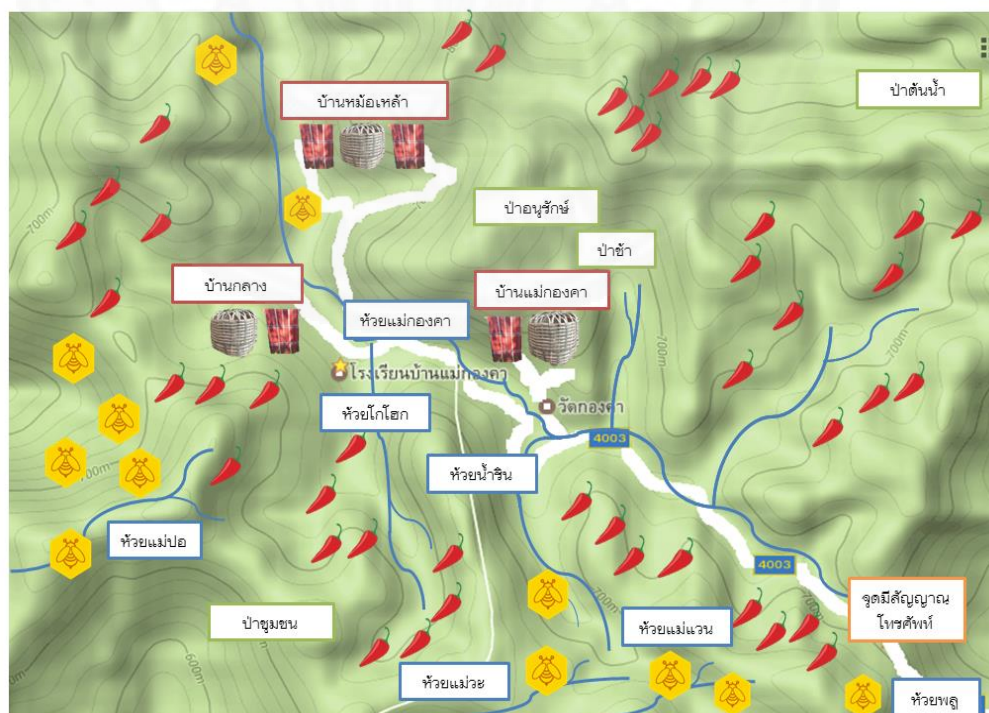 ป่าต้นน้ำ
บ้านหม้อเหล้า
700m
ป่าอนุรักษ์
ป่าช้า
บ้านกลาง
บ้านแม่กองคา
ห้วยแม่กองคา
700m
700m
โรงเรียนบ้านแม่กองคา
ห้วยโกโฮก
วัดกองคา
4003
700m
ห้วยน้ำริน
ห้วยแม่ปอ
4003
700m
700m
จุดมีสัญญาณ
โทรศัพท์
ป่าชุมชน
ห้วยแม่แวน
600m
ห้วยแม่วะ
ห้วยพลู